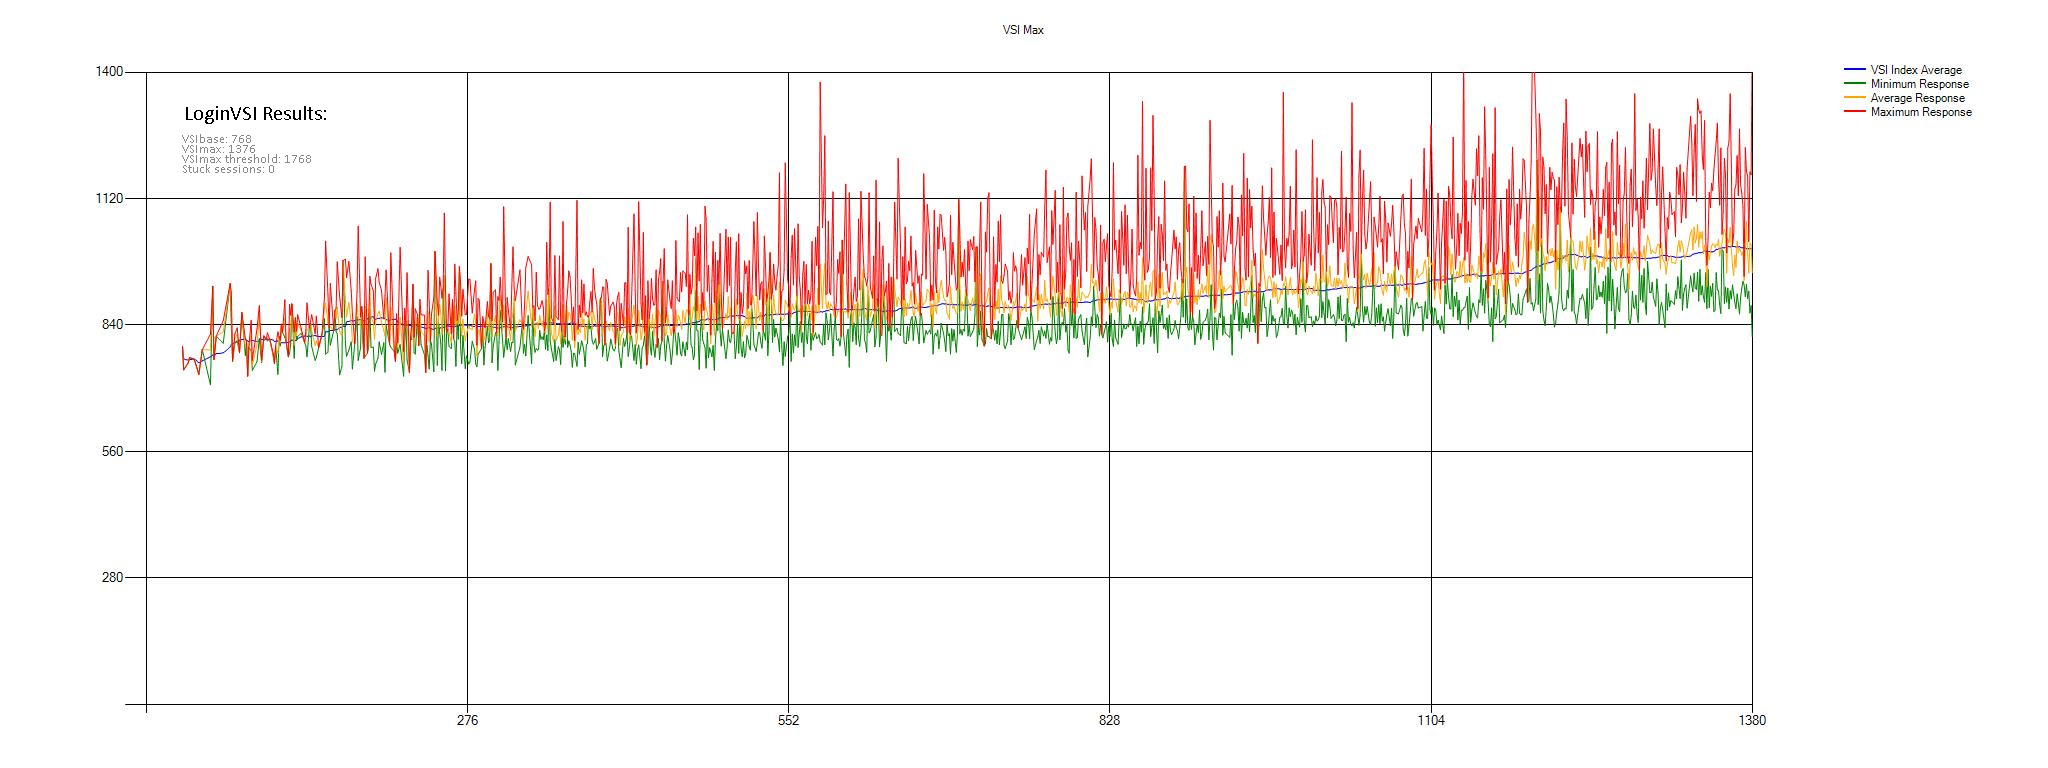 VSI Max
1400
1120
840
560
280
276
552
828
1104
1380
LoginVSI Results:
VSIbase: 768
VSImax: 1376
VSImax threshold: 1768
Stuck sessions: 0
VSI Index Average
Minimum Response
Average Response
Maximum Response